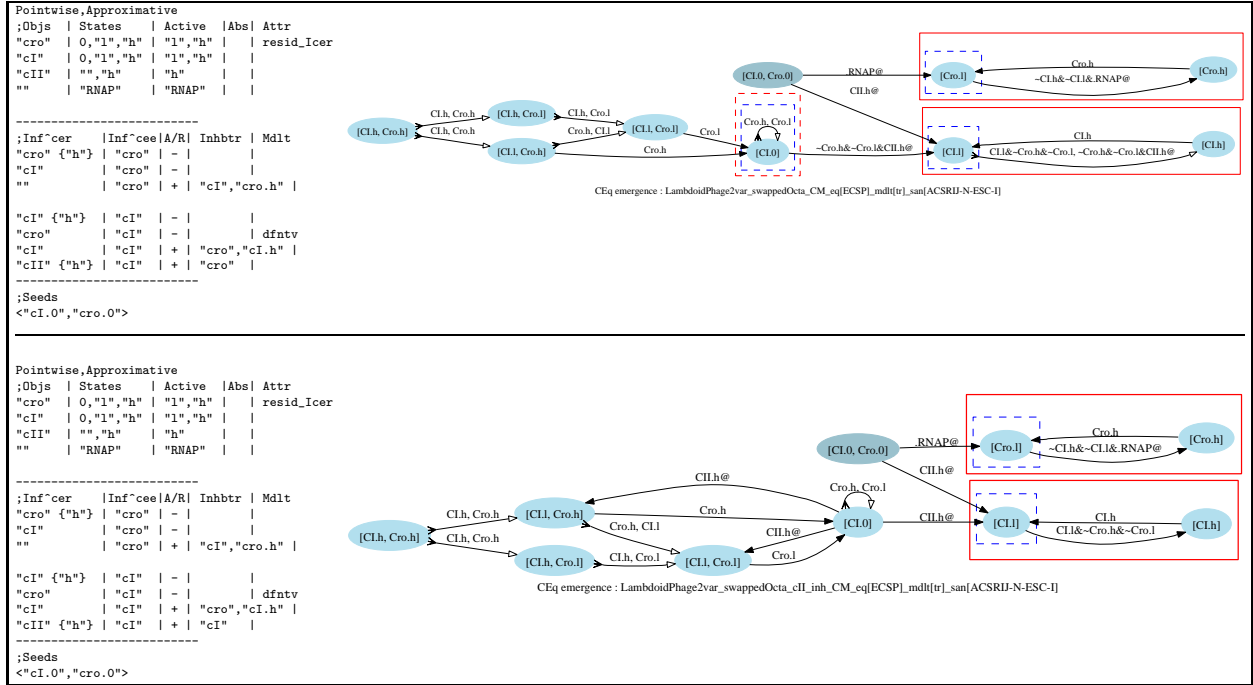 Pointwise,Approximative
;Objs | States | Active |Abs| Attr
"cro" | 0,"l","h" | "l","h" | | resid_Icer
"cI" | 0,"l","h" | "l","h" | |
"cII" | "","h" | "h" | |
"" | "RNAP" | "RNAP" | |
---------------------------
;Inf^cer |Inf^cee|A/R| Inhbtr | Mdlt
"cro" {"h"} | "cro" | - | |
"cI" | "cro" | - | |
"" | "cro" | + | "cI","cro.h" |
"cI" {"h"} | "cI" | - | |
"cro" | "cI" | - | | dfntv
"cI" | "cI" | + | "cro","cI.h" |
"cII" {"h"} | "cI" | + | "cro" |
---------------------------
;Seeds
<"cI.0","cro.0">
[CI.h, Cro.h]
CI.h, Cro.h
CI.h, Cro.h
[CI.h, Cro.l]
[CI.l, Cro.h]
CI.h, Cro.l
Cro.h, CI.l
[CI.l, Cro.l]
Cro.h
Cro.l
Cro.h, Cro.l
[CI.0]
[CI.0, Cro.0]
.RNAP@
CII.h@
~Cro.h&~Cro.l&CII.h@
[Cro.l]
Cro.h
~CI.h&~CI.l&.RNAP@
[Cro.h]
[CI.l]
CI.h
CI.l&~Cro.h&~Cro.l, ~Cro.h&~Cro.l&CII.h@
[CI.h]
CEq emergence : LambdoidPhage2var_swappedOcta_CM_eq[ECSP]_mdlt[tr]_san[ACSRIJ-N-ESC-I]
Pointwise,Approximative
;Objs | States | Active |Abs| Attr
"cro" | 0,"l","h" | "l","h" | | resid_Icer
"cI" | 0,"l","h" | "l","h" | |
"cII" | "","h" | "h" | |
"" | "RNAP" | "RNAP" | |
---------------------------
;Inf^cer |Inf^cee|A/R| Inhbtr | Mdlt
"cro" {"h"} | "cro" | - | |
"cI" | "cro" | - | |
"" | "cro" | + | "cI","cro.h" |
"cI" {"h"} | "cI" | - | |
"cro" | "cI" | - | | dfntv
"cI" | "cI" | + | "cro","cI.h" |
"cII" {"h"} | "cI" | + | "cI" |
---------------------------
;Seeds
<"cI.0","cro.0">
[CI.h, Cro.h]
CI.h, Cro.h
CI.h, Cro.h
[CI.l, Cro.h]
[CI.h, Cro.l]
CII.h@
Cro.h
Cro.h, CI.l
CI.h, Cro.l
[CI.l, Cro.l]
CII.h@
Cro.l
Cro.h, Cro.l
[CI.0]
[CI.0, Cro.0]
.RNAP@
CII.h@
CII.h@
[Cro.l]
Cro.h
~CI.h&~CI.l&.RNAP@
[Cro.h]
[CI.l]
CI.h
CI.l&~Cro.h&~Cro.l
[CI.h]
CEq emergence : LambdoidPhage2var_swappedOcta_cII_inh_CM_eq[ECSP]_mdlt[tr]_san[ACSRIJ-N-ESC-I]